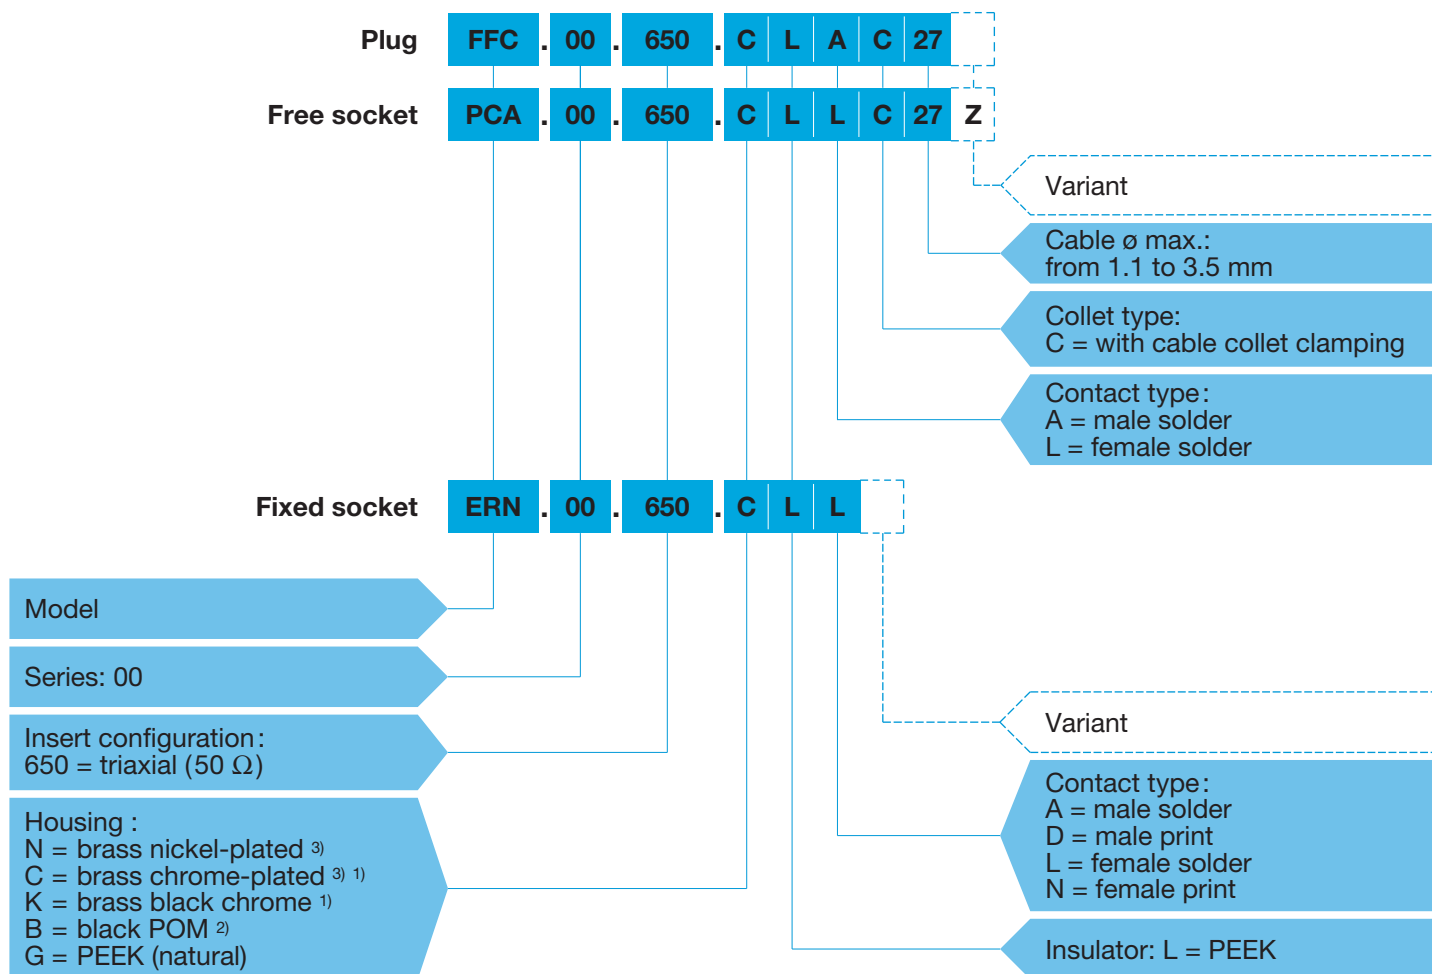 Plug FFC . 00 . 650 . C L A C 27
Free socket PCA . 00 . 650 . C L L C 27 Z
Variant
Cable ø max.:
from 1.1 to 3.5 mm
Collet type:
C = with cable collet clamping
Contact type:
A = male solder
L = female solder
Fixed socket ERN . 00 . 650 . C L L
Model
Series: 00
Insert configuration:
650 = triaxial (50 Ω)
Housing :
N = brass nickel-plated 3)
C = brass chrome-plated 3) 1)
K = brass black chrome 1)
B = black POM 2)
G = PEEK (natural)
Variant
Contact type:
A = male solder
D = male print
L = female solder
N = female print
Insulator: L = PEEK